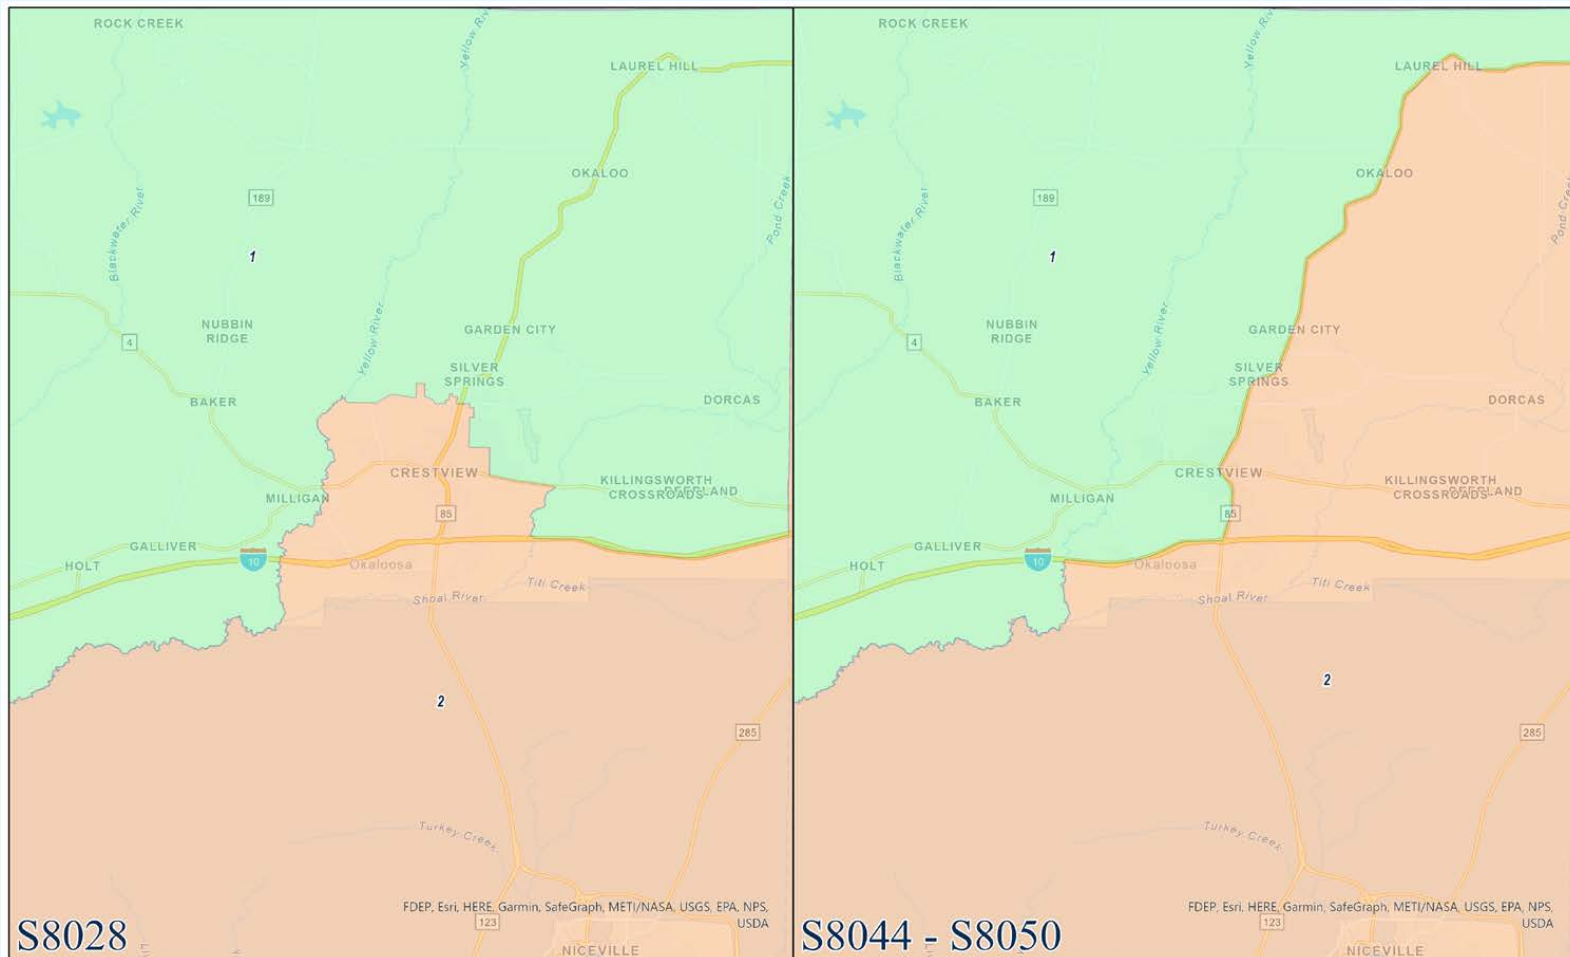 ROCK CREEK
Yellow River
LAUREL HILL
OKALOO
189
Blackwater River
Pond Creek
1
NUBBIN
RIDGE
4
Yellow River
GARDEN CITY
SILVER
SPRINGS
BAKER
DORCAS
CRESTVIEW
MILLIGAN
KILLINGSWORTH
CROSSROADS
DEERLAND
85
GALLIVER
10
HOLT
Okaloosa
Titi Creek
Shoal River
2
285
Turkey Creek
FDEP, Esri, HERE, Garmin, SafeGraph, METI/NASA, USGS, EPA, NPS,
USDA
123
S8028
NICEVILLE
ROCK CREEK
LAUREL HILL
OKALOO
189
Blackwater River
1
NUBBIN
RIDGE
4
Yellow River
GARDEN CITY
SILVER
SPRINGS
BAKER
DORCAS
CRESTVIEW
MILLIGAN
KILLINGSWORTH
CROSSROADS
DEERLAND
85
GALLIVER
10
HOLT
Okaloosa
Titi Creek
Shoal River
2
285
Turkey Creek
FDEP, Esri, HERE, Garmin, SafeGraph, METI/NASA, USGS, EPA, NPS,
USDA
123
S8044 - S8050
NICEVILLE